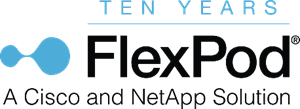 TEN YEARS
FlexPod®
A Cisco and NetApp Solution